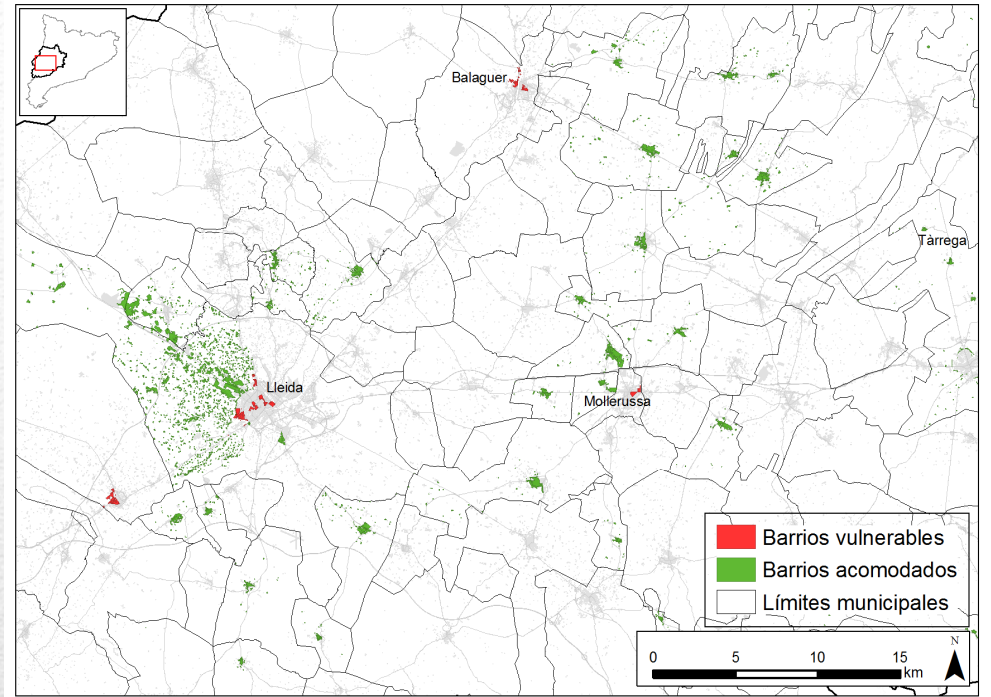 Balaguer
Tàrrega
Lleida
Mollerussa
Barrios vulnerables
Barrios acomodados
Límites municipales
N
0 5 10 15
km